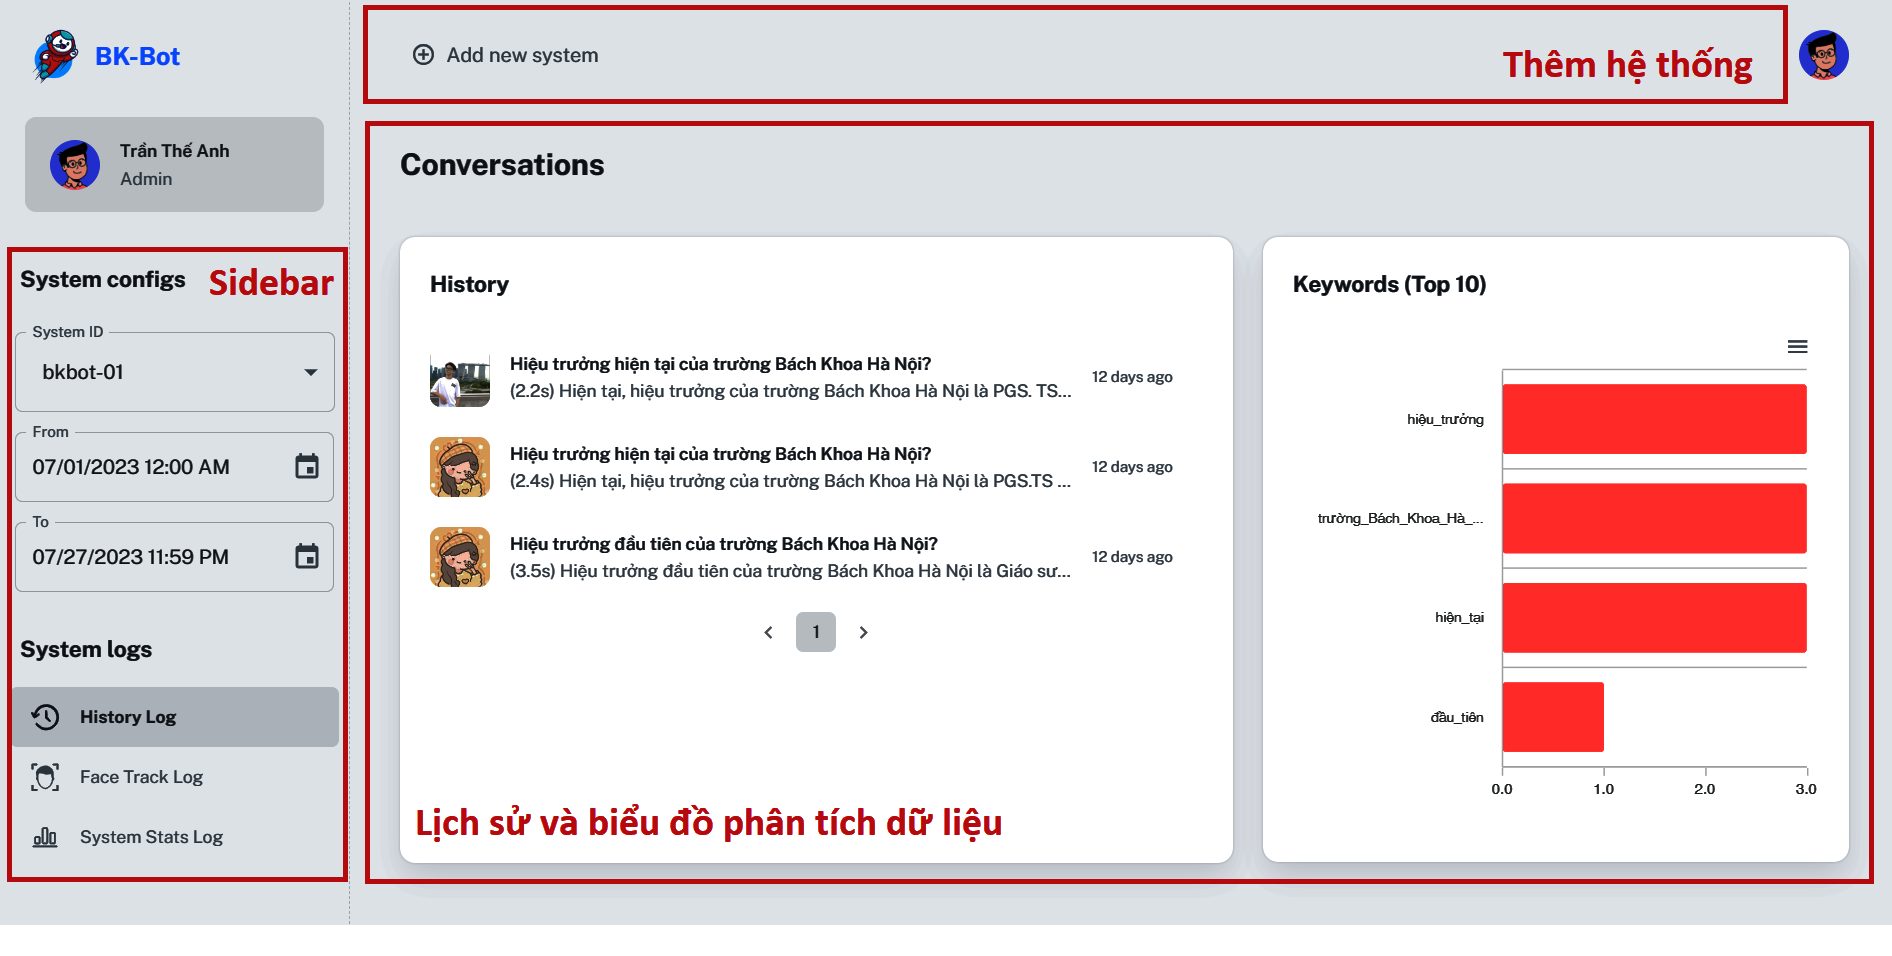 BK-Bot
Trần Thế Anh
Admin
System configs
Sidebar
System ID
bkbot-01
From
07/01/2023 12:00 AM
To
07/27/2023 11:59 PM
System logs
History Log
Face Track Log
System Stats Log
Add new system
Thêm hệ thống
Conversations
History
Hiệu trưởng hiện tại của trường Bách Khoa Hà Nội?
(2.2s) Hiện tại, hiệu trưởng của trường Bách Khoa Hà Nội là PGS. TS...
12 days ago
Hiệu trưởng hiện tại của trường Bách Khoa Hà Nội?
(2.4s) Hiện tại, hiệu trưởng của trường Bách Khoa Hà Nội là PGS.TS ...
12 days ago
Hiệu trưởng đầu tiên của trường Bách Khoa Hà Nội?
(3.5s) Hiệu trưởng đầu tiên của trường Bách Khoa Hà Nội là Giáo sư...
12 days ago
1
Lịch sử và biểu đồ phân tích dữ liệu
Keywords (Top 10)
hiệu_trưởng
trường_Bách_Khoa_Hà_...
hiện_tại
đầu_tiên
0.0 1.0 2.0 3.0